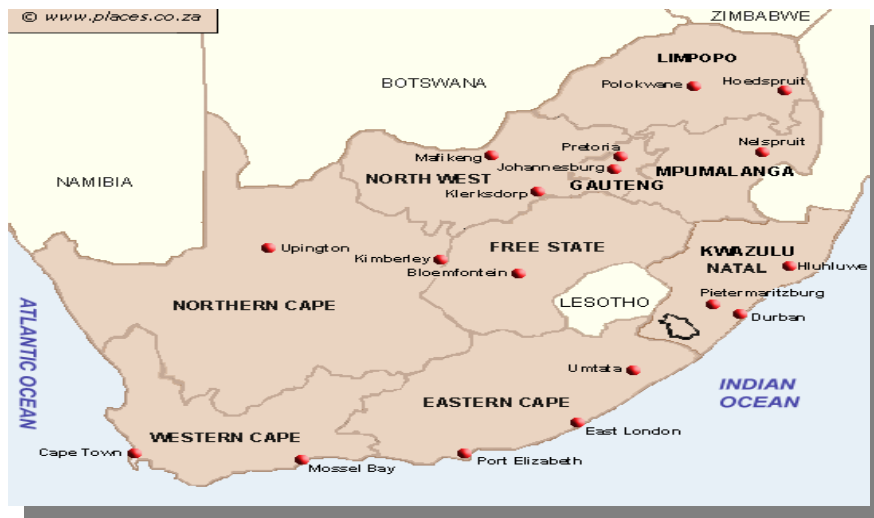 © www.places.co.za
ZIMBABWE
LIMPOPO
BOTSWANA
Polokwane
Hoedspruit
Pretoria
Nelspruit
Mafikeng
Johannesburg
MPUMALANGA
NAMIBIA
NORTH WEST
GAUTENG
Klerksdorp
Upington
FREE STATE
KWAZULU
NATAL
Kimberley
Hluhluwe
Bloemfontein
LESOTHO
Pietermaritzburg
NORTHERN CAPE
Durban
ATLANTIC OCEAN
Umtata
INDIAN
OCEAN
EASTERN CAPE
East London
WESTERN CAPE
Cape Town
Port Elizabeth
Mossel Bay